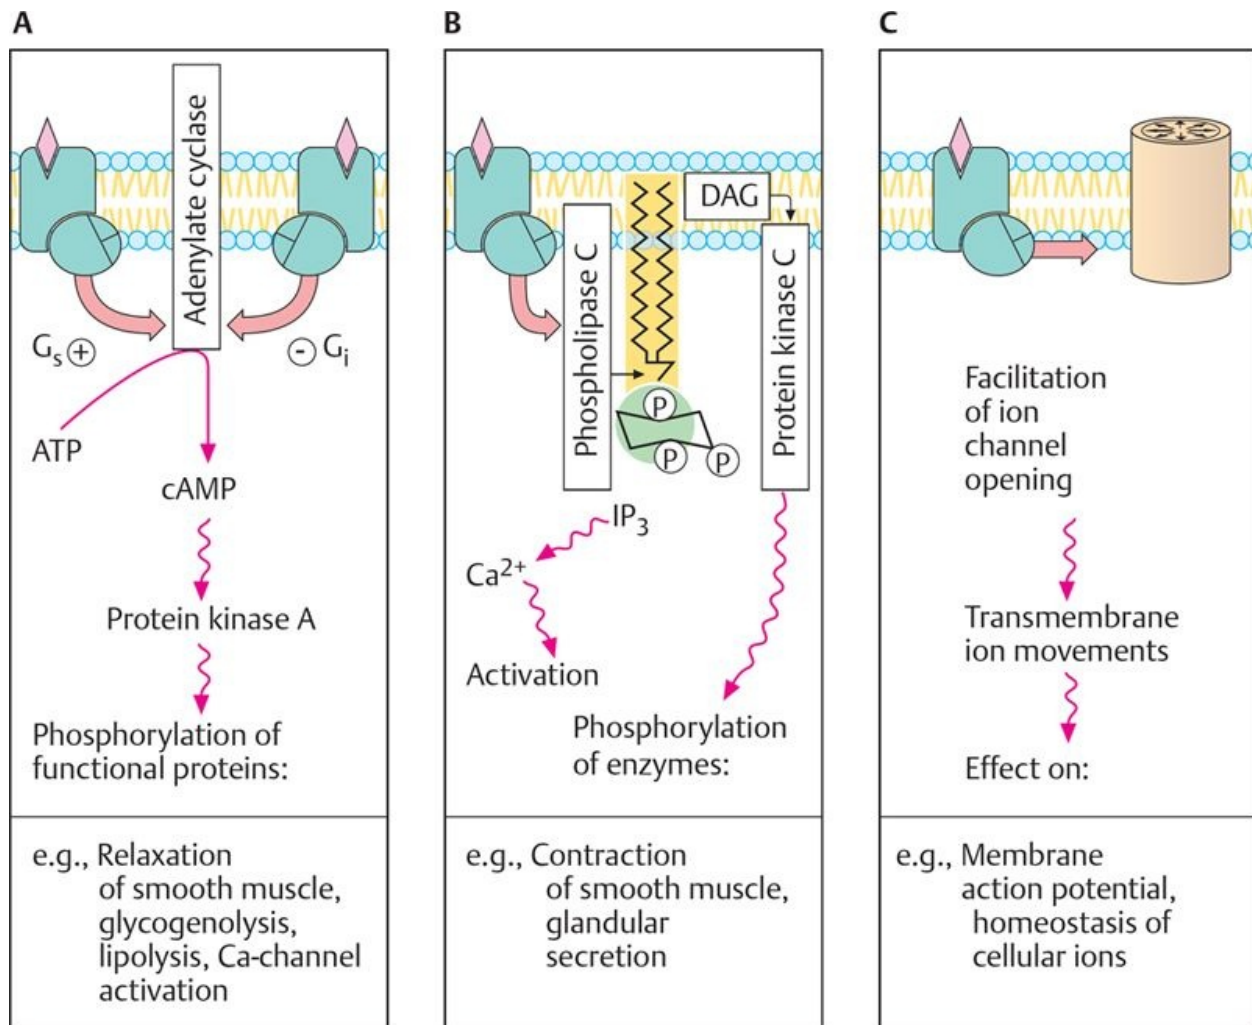 A
Adenylate cyclase
Gs +
- Gi
ATP
cAMP
Protein kinase A
Phosphorylation of
functional proteins:
e.g., Relaxation
of smooth muscle,
glycogenolysis,
lipolysis, Ca-channel
activation
B
DAG
Phospholipase C
Protein kinase C
P
P
P
IP3
Ca2+
Activation
Phosphorylation
of enzymes:
e.g., Contraction
of smooth muscle,
glandular
secretion
C
Facilitation
of ion
channel
opening
Transmembrane
ion movements
Effect on:
e.g., Membrane
action potential,
homeostasis of
cellular ions